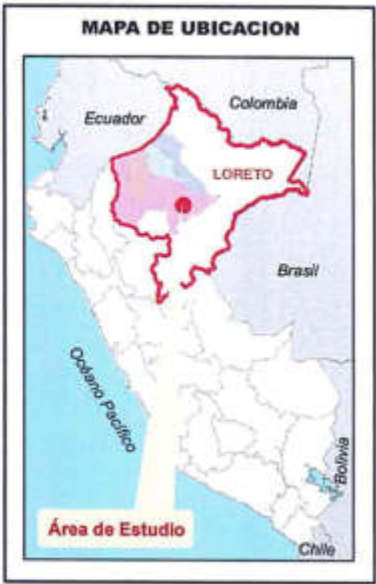 MAPA DE UBICACION
Colombia
Ecuador
LORETO
Brasil
Océano Pacífico
Bolivia
Área de Estudio
Chile